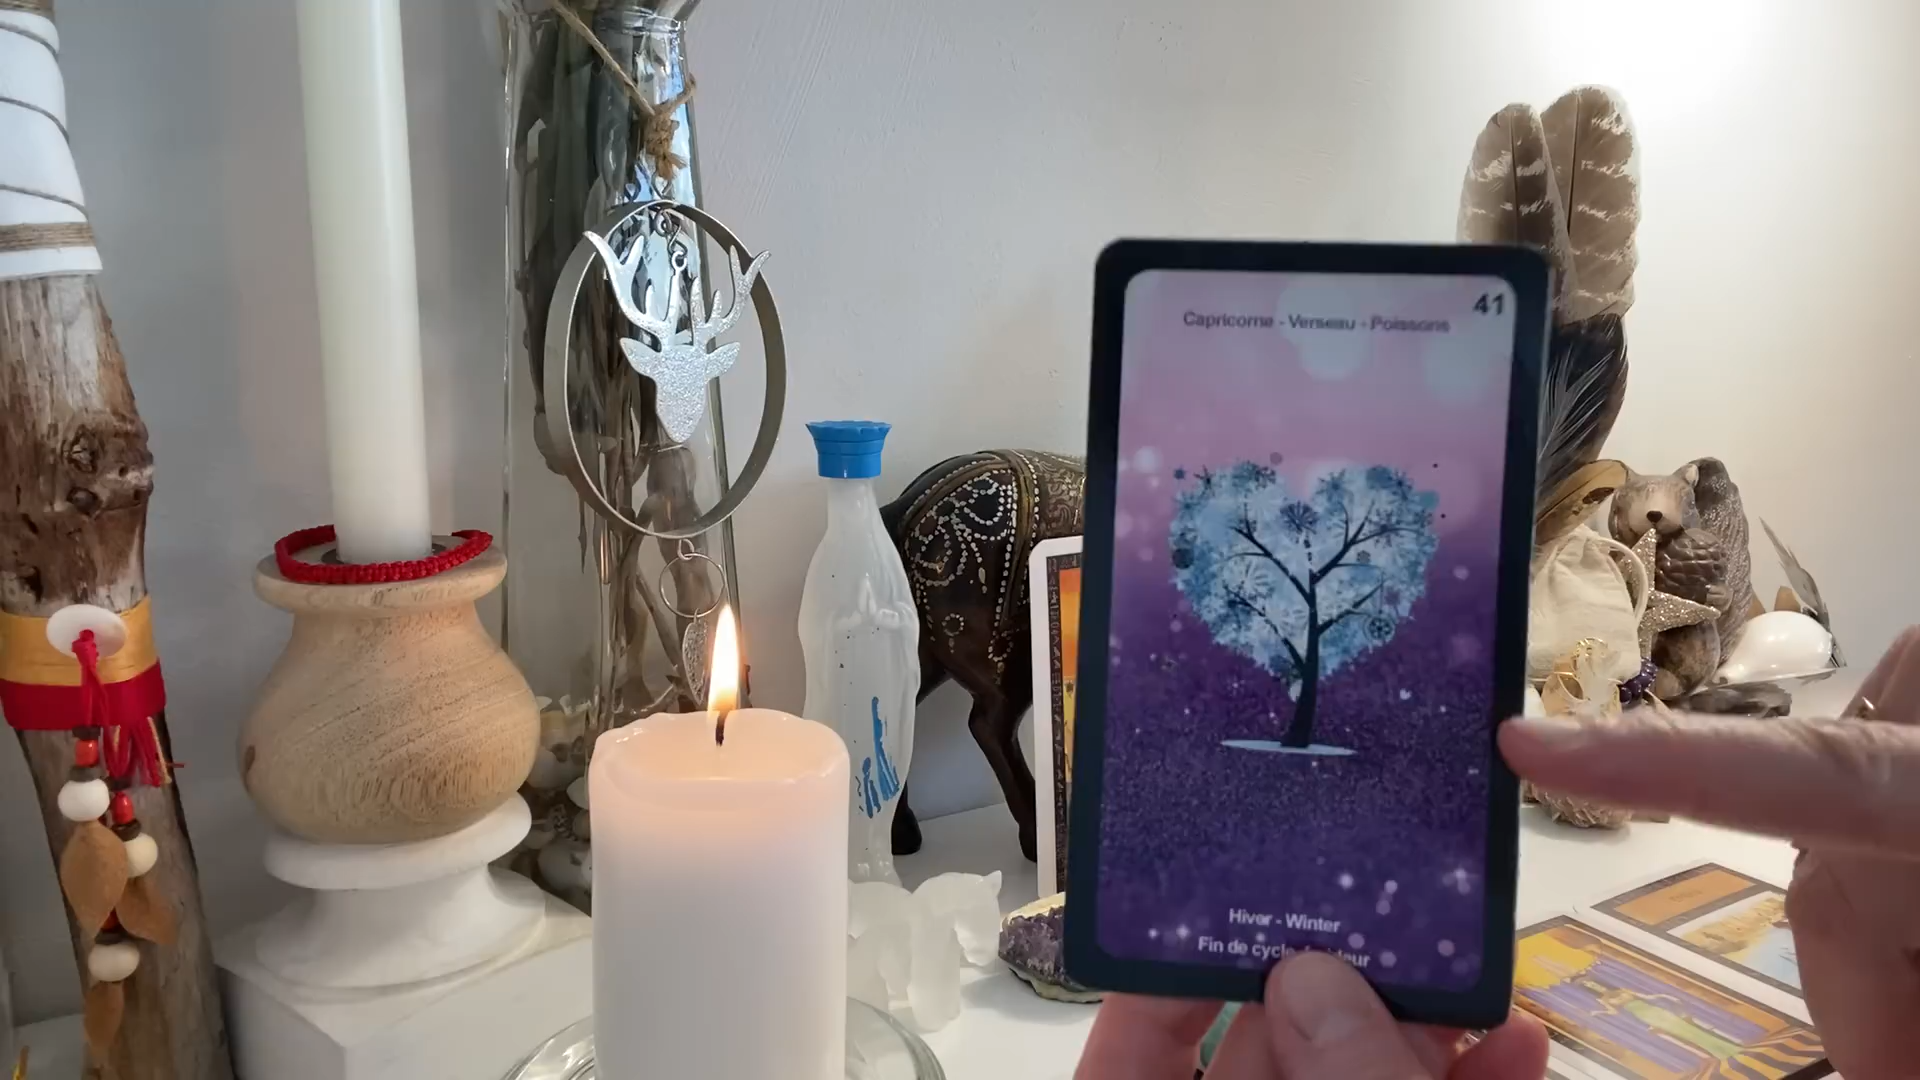 41
Capricorne - Verseau - Poissons
Hiver - Winter
Fin de cycle